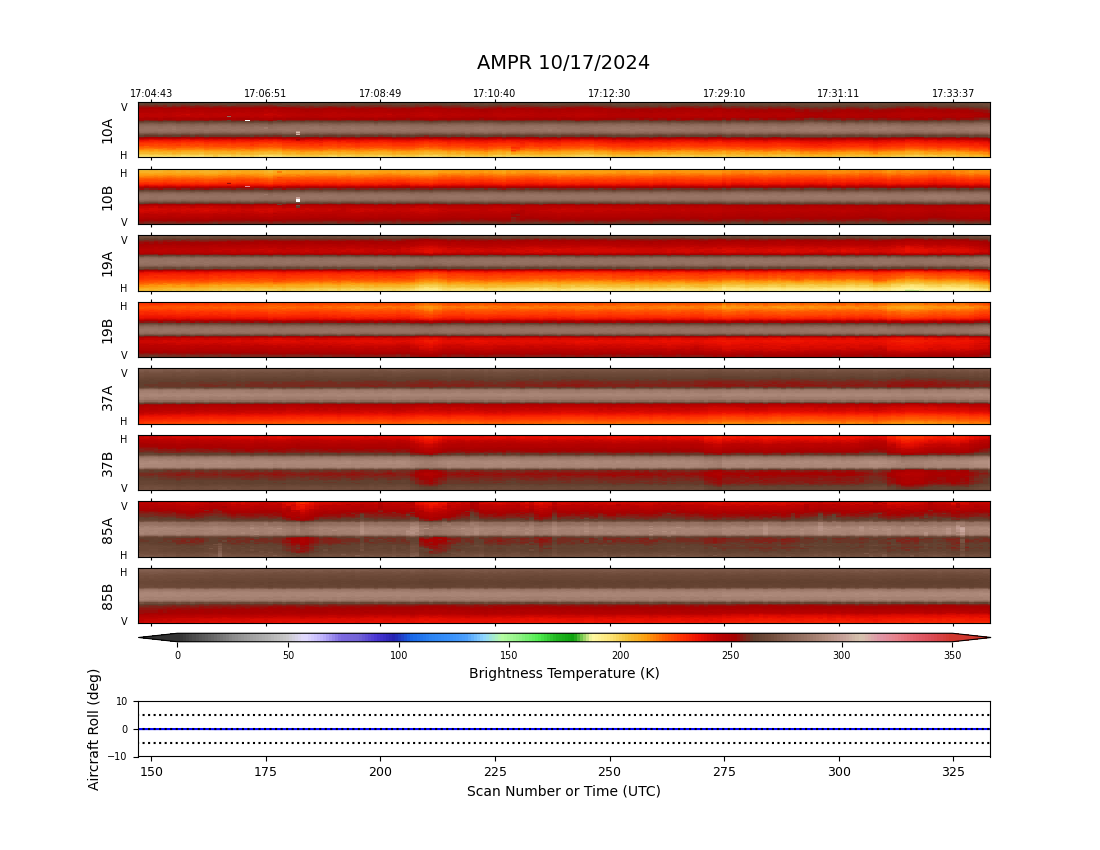 AMPR 10/17/2024
17:04:43 17:06:51 17:08:49 17:10:40 17:12:30 17:29:10 17:31:11 17:33:37
V
10A
H
H
10B
V
V
19A
H
H
19B
V
V
37A
H
H
37B
V
V
85A
H
H
85B
V
0 50 100 150 200 250 300 350
Brightness Temperature (K)
Aircraft Roll (deg)
10
0
−10
150 175 200 225 250 275 300 325
Scan Number or Time (UTC)